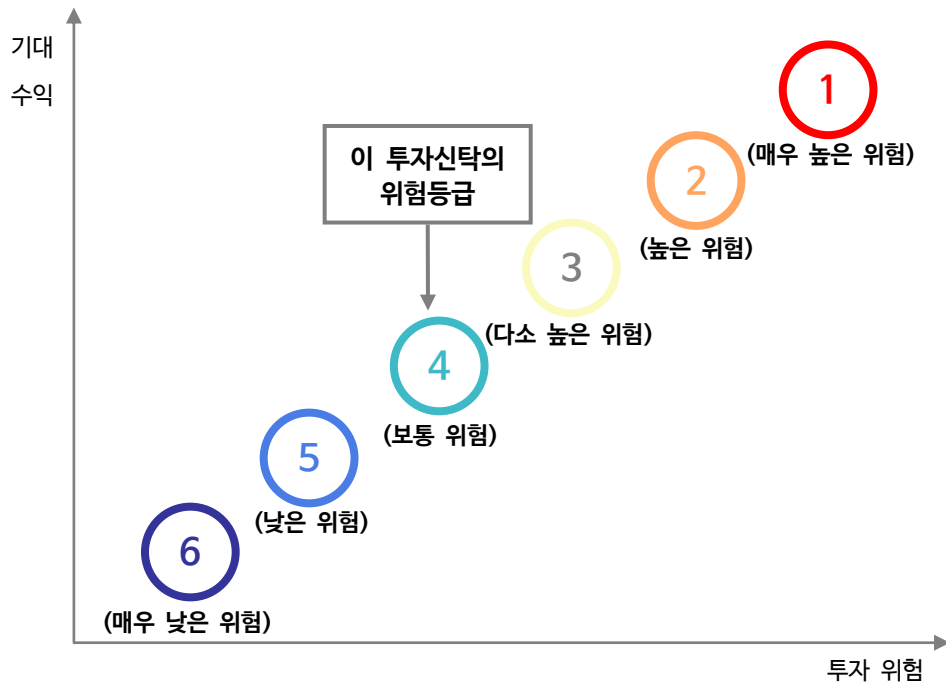 기대
수익
1
(매우 높은 위험)
이 투자신탁의
위험등급
2
(높은 위험)
3
(다소 높은 위험)
4
(보통 위험)
5
(낮은 위험)
6
(매우 낮은 위험)
투자 위험